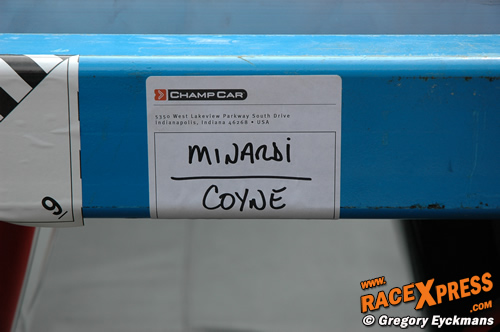 CHAMPCAR
5350 West Lakeview Parkway South Drive
Indianapolis, Indiana 46268 • USA
MINARDI
COYNE
9/
www.
RACEXPRESS
.com
© Gregory Eyckmans